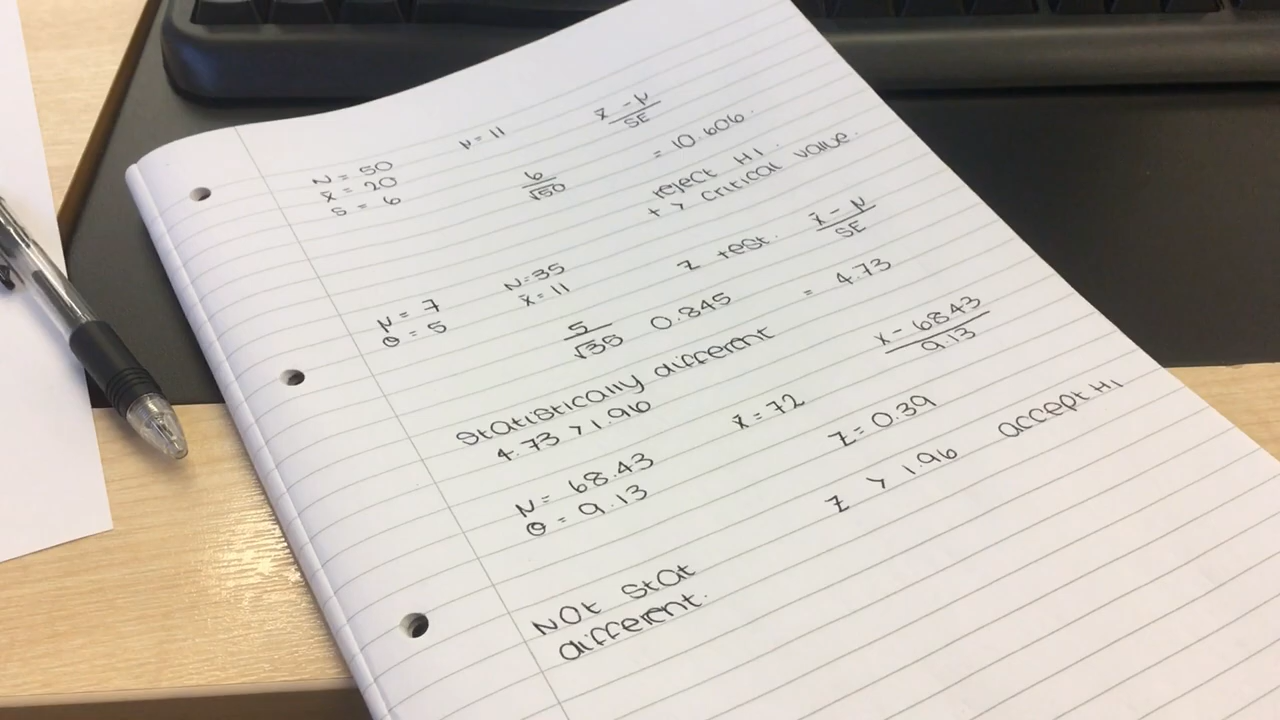 N = 50
x̄ = 20
s = 6
μ = 11
6
√50
x̄ - μ
SE
= 10.606.
reject H1.
t > critical value.
μ = 7
θ = 5
N = 35
x̄ = 11
z test.
x̄ - μ
SE
5
√35
0.845
= 4.73
Statistically different
4.73 > 1.96
μ = 68.43
θ = 9.13
x̄ = 72
x - 68.43
9.13
Z = 0.39
Z > 1.96
accept H1
NOt Stat
different.